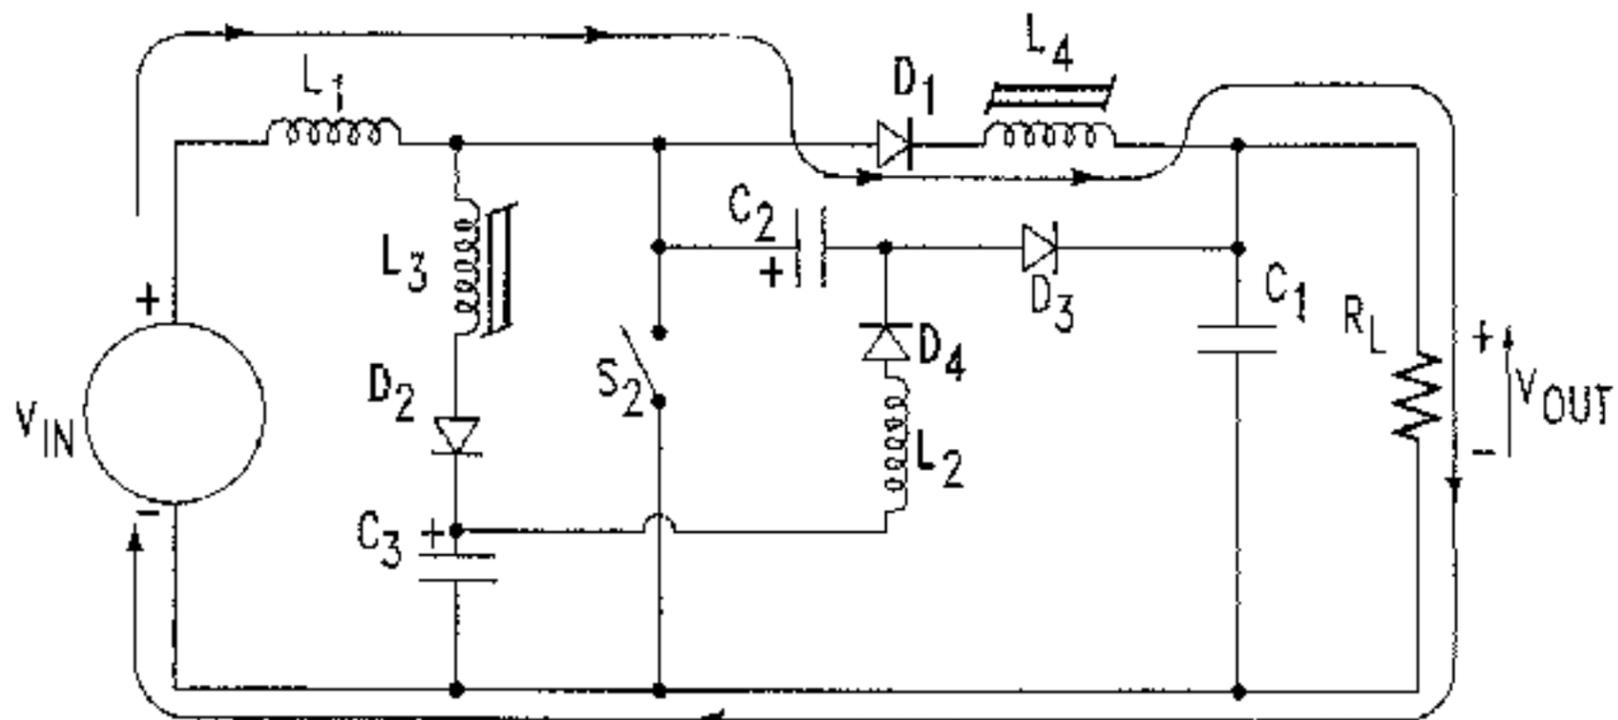 L4
L1
D1
C2
L3
+
D3
C1
RL
+
+
D4
S2
D2
VIN
VOUT
L2
-
-
C3
+